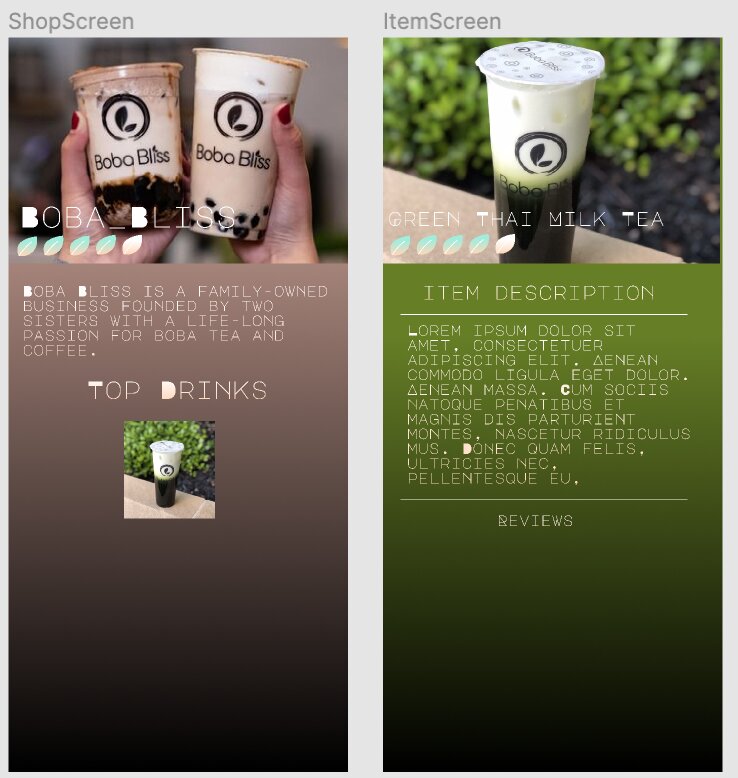 ShopScreen
Boba Bliss
Boba Bliss
BOBA_BLISS
BOBA BLISS IS A FAMILY-OWNED
BUSINESS FOUNDED BY TWO
SISTERS WITH A LIFE-LONG
PASSION FOR BOBA TEA AND
COFFEE.
TOP DRINKS
ItemScreen
Boba Bliss
Boba Bliss
GREEN THAI MILK TEA
ITEM DESCRIPTION
LOREM IPSUM DOLOR SIT
AMET, CONSECTETUER
ADIPISCING ELIT. AENEAN
COMMODO LIGULA EGET DOLOR.
AENEAN MASSA. CUM SOCIIS
NATOQUE PENATIBUS ET
MAGNIS DIS PARTURIENT
MONTES, NASCETUR RIDICULUS
MUS. DONEC QUAM FELIS,
ULTRICIES NEC,
PELLENTESQUE EU,
REVIEWS